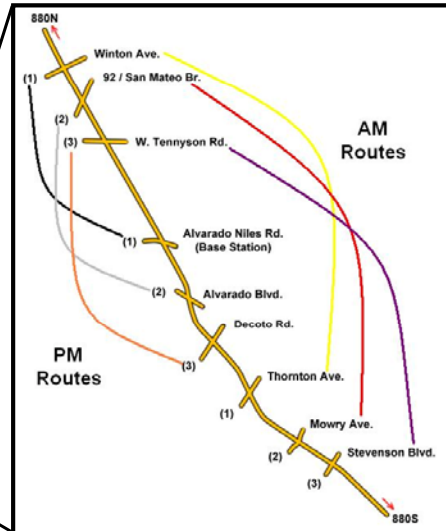 880N
Winton Ave.
(1)
92 / San Mateo Br.
(2)
(3)
W. Tennyson Rd.
AM
Routes
(1)
Alvarado Niles Rd.
(Base Station)
(2)
Alvarado Blvd.
Decoto Rd.
PM
Routes
(3)
Thornton Ave.
(1)
Mowry Ave.
(2)
Stevenson Blvd.
(3)
880S